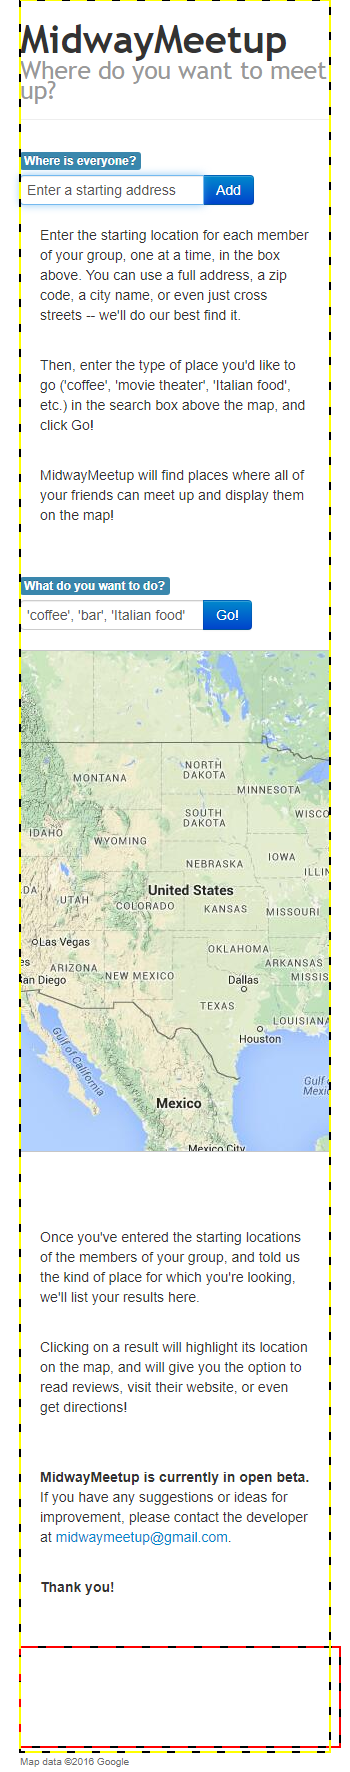 MidwayMeetup
Where do you want to meet
up?
Where is everyone?
Enter a starting address
Add
Enter the starting location for each member
of your group, one at a time, in the box
above. You can use a full address, a zip
code, a city name, or even just cross
streets -- we'll do our best find it.
Then, enter the type of place you'd like to
go ('coffee', 'movie theater', 'Italian food',
etc.) in the search box above the map, and
click Go!
MidwayMeetup will find places where all of
your friends can meet up and display them
on the map!
What do you want to do?
'coffee', 'bar', 'Italian food'
Go!
NORTH
DAKOTA
MONTANA
MINNESOTA
SOUTH
DAKOTA
WISCO
IDAHO
WYOMING
IOWA
NEBRASKA
ILLIN
United States
DA
UTAH
COLORADO
KANSAS
MISSOURI
Las Vegas
OKLAHOMA
es
ARIZONA
NEW MEXICO
ARKANSAS
an Diego
Dallas
MISSIS
TEXAS
LOUISIANA
Houston
Gulf of California
Gulf
Mexic
Mexico
Mexico City
Once you've entered the starting locations
of the members of your group, and told us
the kind of place for which you're looking,
we'll list your results here.
Clicking on a result will highlight its location
on the map, and will give you the option to
read reviews, visit their website, or even
get directions!
MidwayMeetup is currently in open beta.
If you have any suggestions or ideas for
improvement, please contact the developer
at midwaymeetup@gmail.com.
Thank you!
Map data ©2016 Google